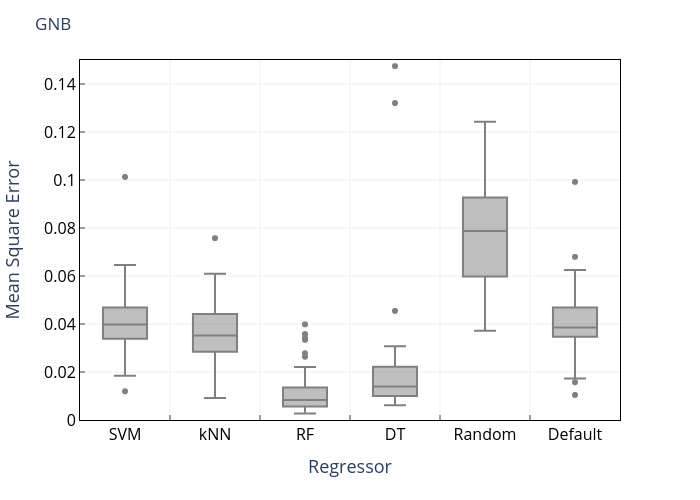 GNB
Mean Square Error
0.14
0.12
0.1
0.08
0.06
0.04
0.02
0
SVM kNN RF DT Random Default
Regressor